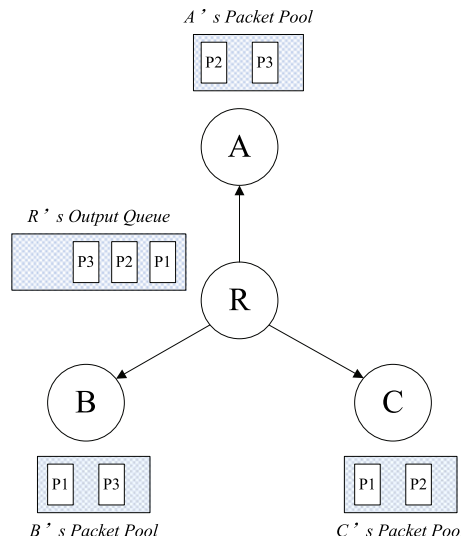 A’s Packet Pool
P2 P3
A
R’s Output Queue
P3 P2 P1
R
B
C
P1 P3
P1 P2
B’s Packet Pool
C’s Packet Poo